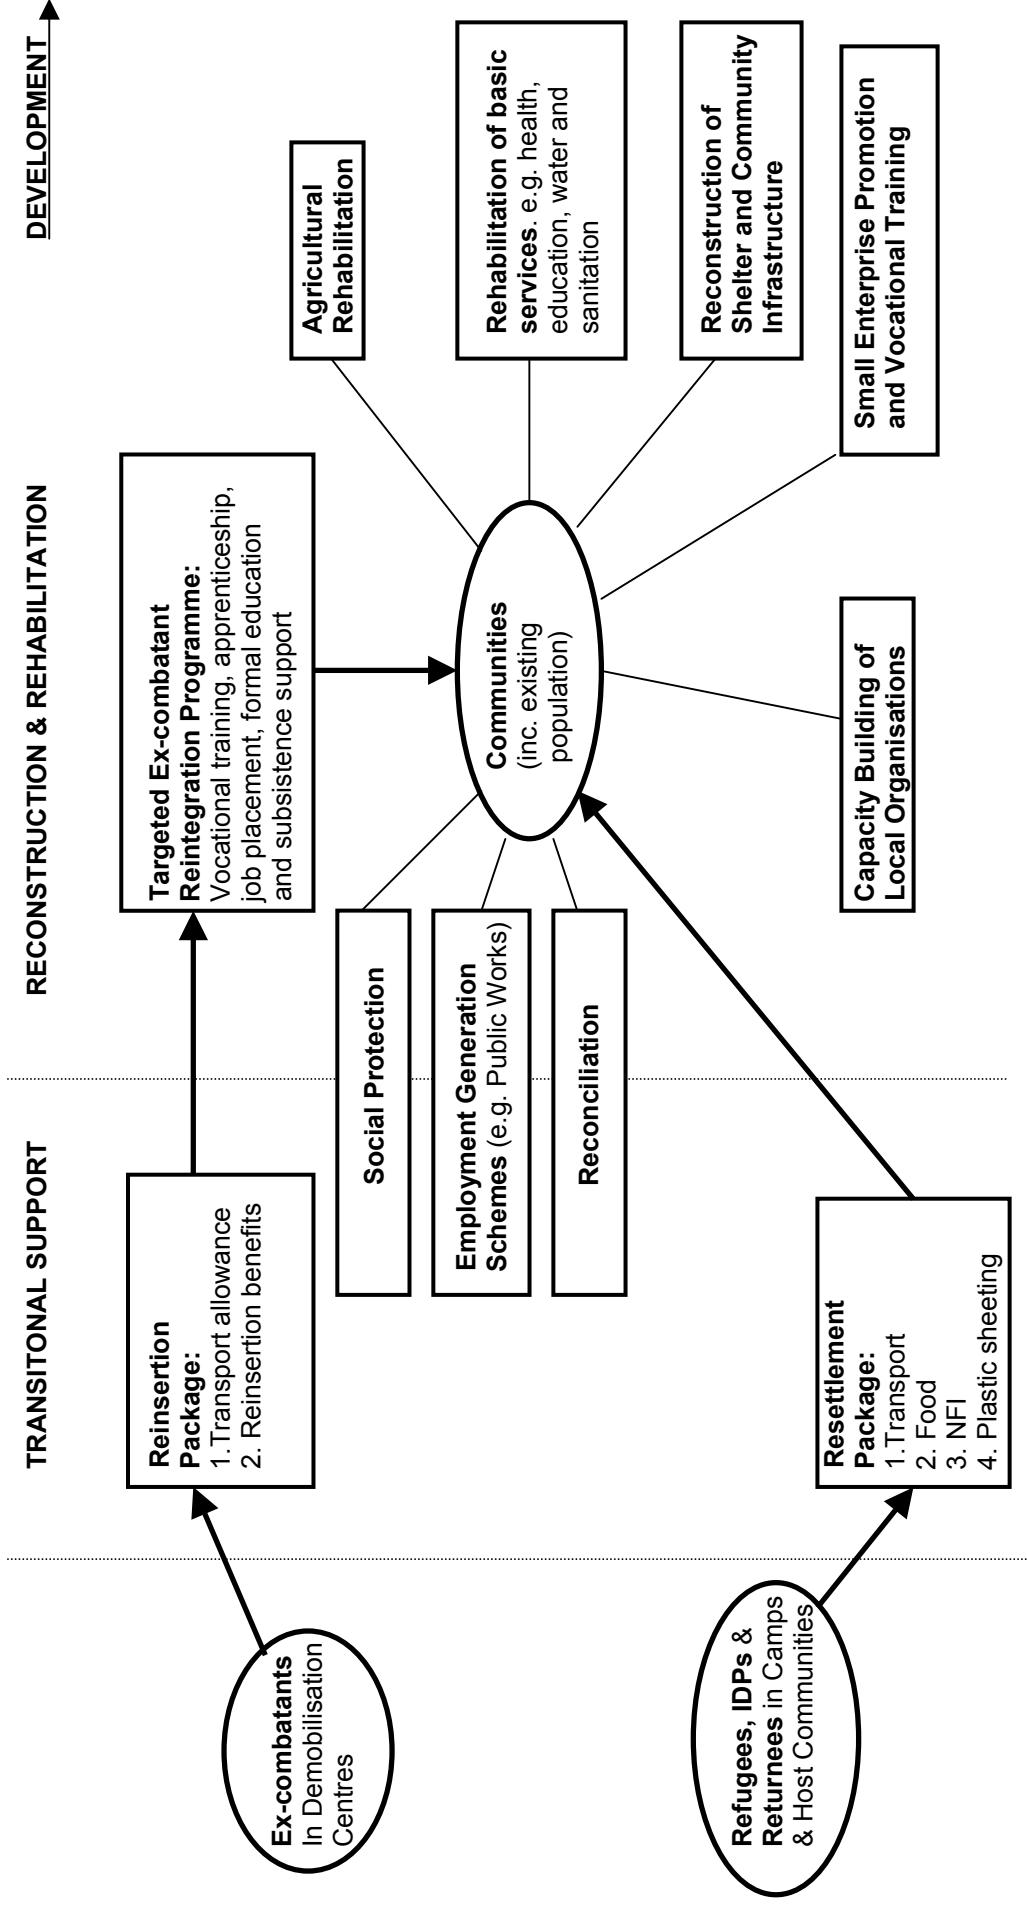 TRANSITONAL SUPPORT
RECONSTRUCTION & REHABILITATION
DEVELOPMENT
Ex-combatants
In Demobilisation
Centres
Reinsertion
Package:
1.Transport allowance
2. Reinsertion benefits
Targeted Ex-combatant
Reintegration Programme:
Vocational training, apprenticeship,
job placement, formal education
and subsistence support
Agricultural
Rehabilitation
Social Protection
Employment Generation
Schemes (e.g. Public Works)
Reconciliation
Communities
(inc. existing
population)
Rehabilitation of basic
services. e.g. health,
education, water and
sanitation
Reconstruction of
Shelter and Community
Infrastructure
Small Enterprise Promotion
and Vocational Training
Refugees, IDPs &
Returnees in Camps
& Host Communities
Resettlement
Package:
1.Transport
2. Food
3. NFI
4. Plastic sheeting
Capacity Building of
Local Organisations